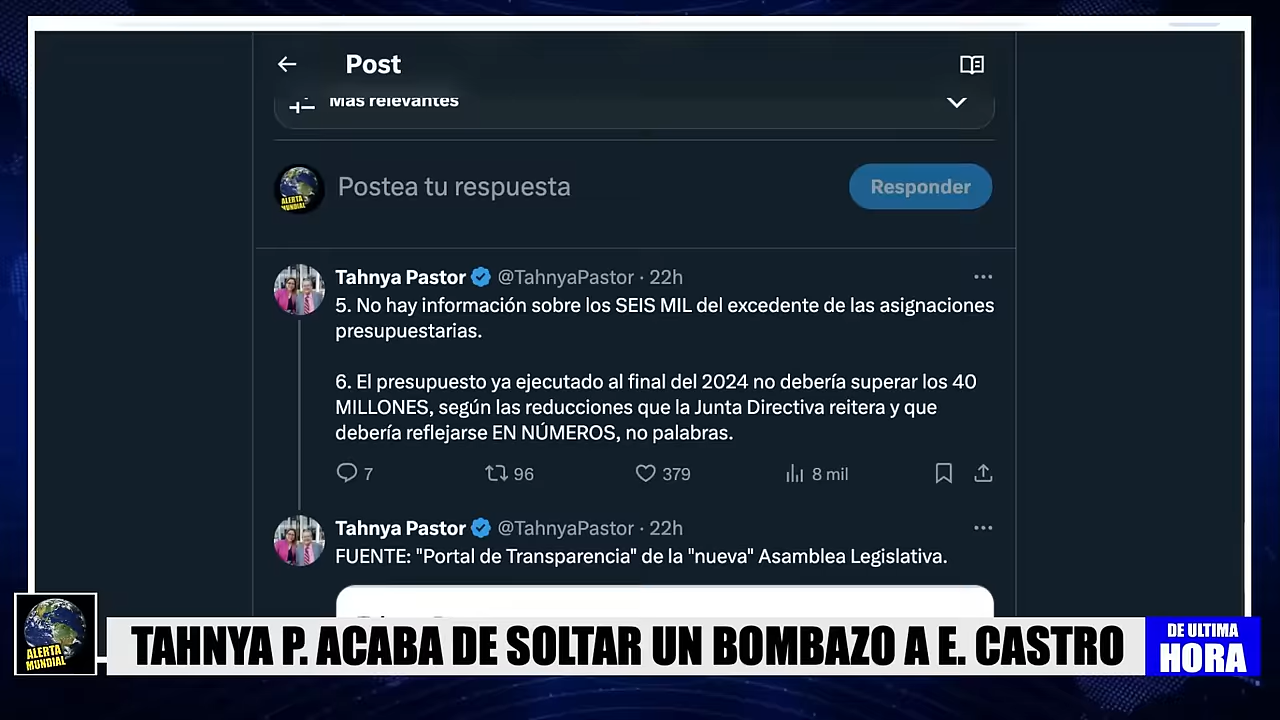 Post
Más relevantes
Postea tu respuesta
Responder
Tahnya Pastor @TahnyaPastor · 22h
5. No hay información sobre los SEIS MIL del excedente de las asignaciones
presupuestarias.
6. El presupuesto ya ejecutado al final del 2024 no debería superar los 40
MILLONES, según las reducciones que la Junta Directiva reitera y que
debería reflejarse EN NÚMEROS, no palabras.
7 96 379 8 mil
Tahnya Pastor @TahnyaPastor · 22h
FUENTE: "Portal de Transparencia" de la "nueva" Asamblea Legislativa.
ALERTA
MUNDIAL
TAHNYA P. ACABA DE SOLTAR UN BOMBAZO A E. CASTRO
DE ULTIMA
HORA